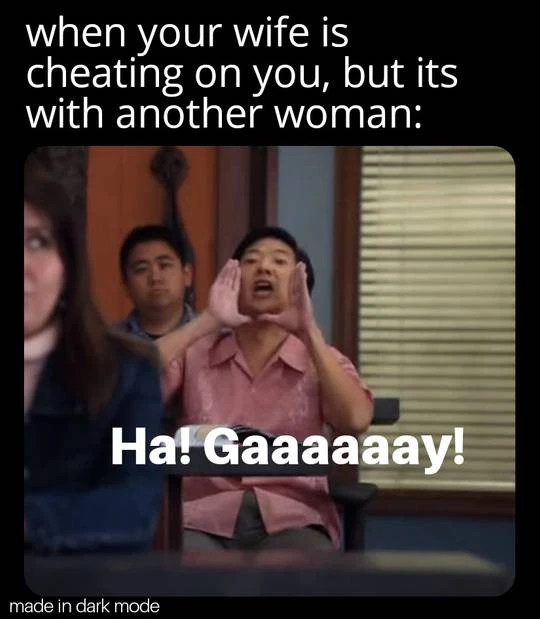 when your wife is
cheating on you, but its
with another woman:
Ha! Gaaaaaay!
made in dark mode